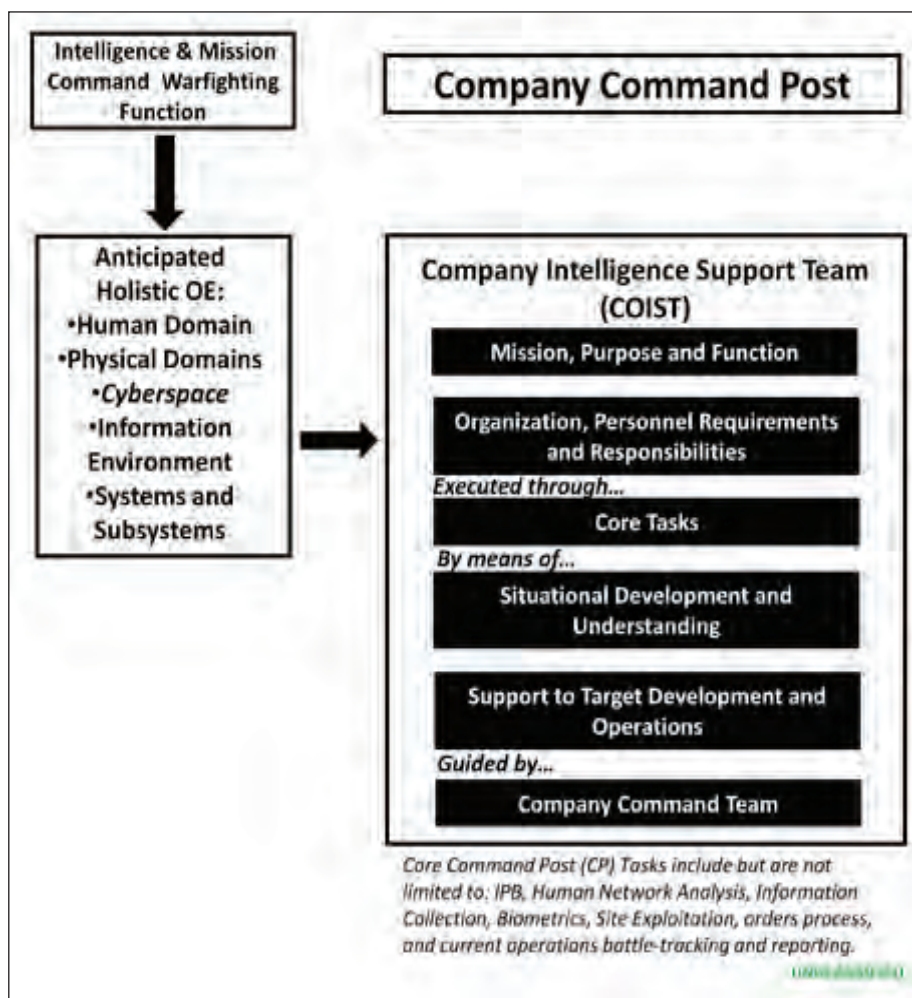 Intelligence & Mission
Command Warfighting
Function
Company Command Post
Anticipated
Holistic OE:
•Human Domain
•Physical Domains
•Cyberspace
•Information
Environment
•Systems and
Subsystems
Company Intelligence Support Team
(COIST)
Mission, Purpose and Function
Organization, Personnel Requirements
and Responsibilities
Executed through...
Core Tasks
By means of...
Situational Development and
Understanding
Support to Target Development and
Operations
Guided by...
Company Command Team
Core Command Post (CP) Tasks include but are not
limited to: IPB, Human Network Analysis, Information
Collection, Biometrics, Site Exploitation, orders process,
and current operations battle-tracking and reporting.